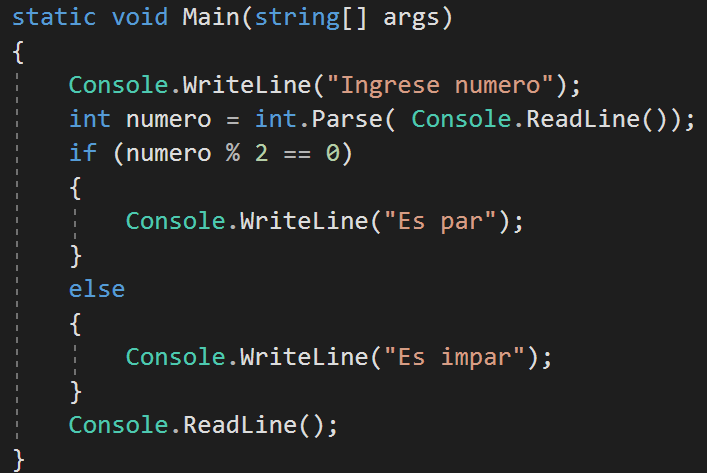 static void Main(string[] args)
{
    Console.WriteLine("Ingrese numero");
    int numero = int.Parse( Console.ReadLine());
    if (numero % 2 == 0)
    {
        Console.WriteLine("Es par");
    }
    else
    {
        Console.WriteLine("Es impar");
    }
    Console.ReadLine();
}